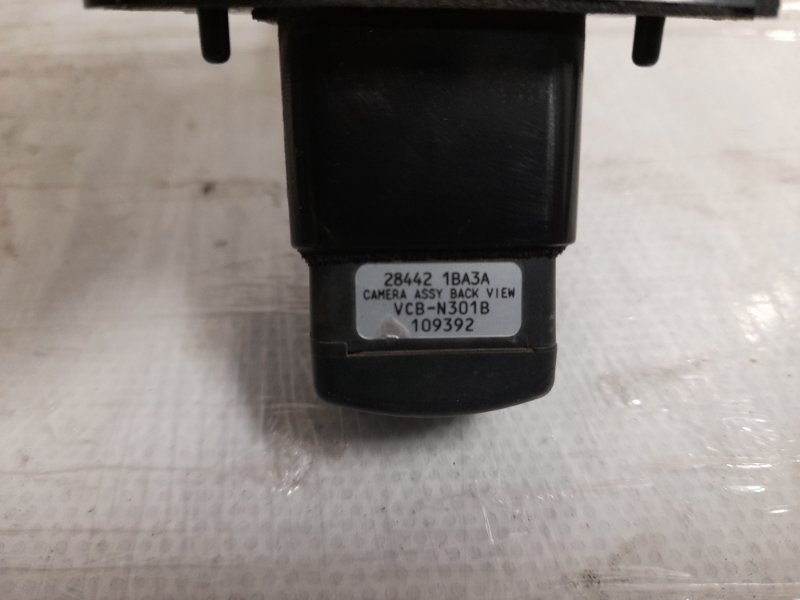 28442 1BA3A
CAMERA ASSY BACK VIEW
VCB-N301B
109392